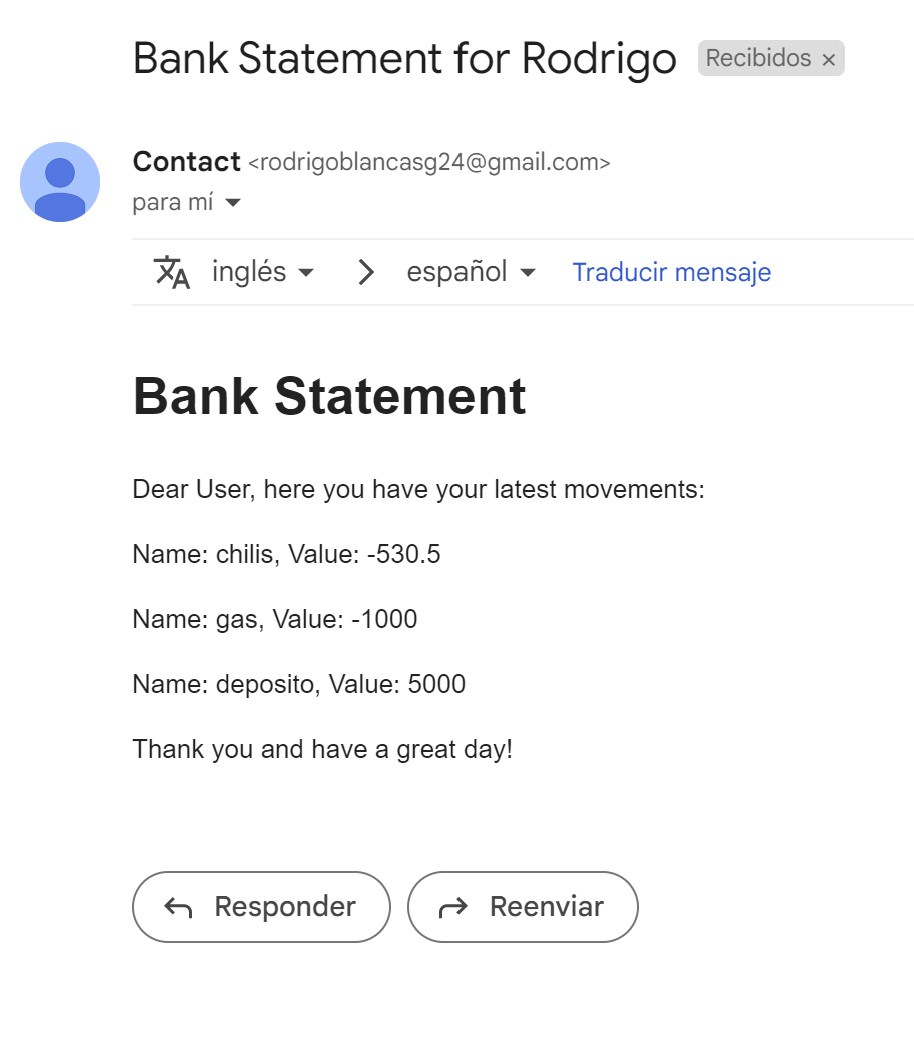 Bank Statement for Rodrigo Recibidos ×
Contact <rodrigoblancasg24@gmail.com>
para mí
inglés español Traducir mensaje
Bank Statement
Dear User, here you have your latest movements:
Name: chilis, Value: -530.5
Name: gas, Value: -1000
Name: deposito, Value: 5000
Thank you and have a great day!
Responder Reenviar